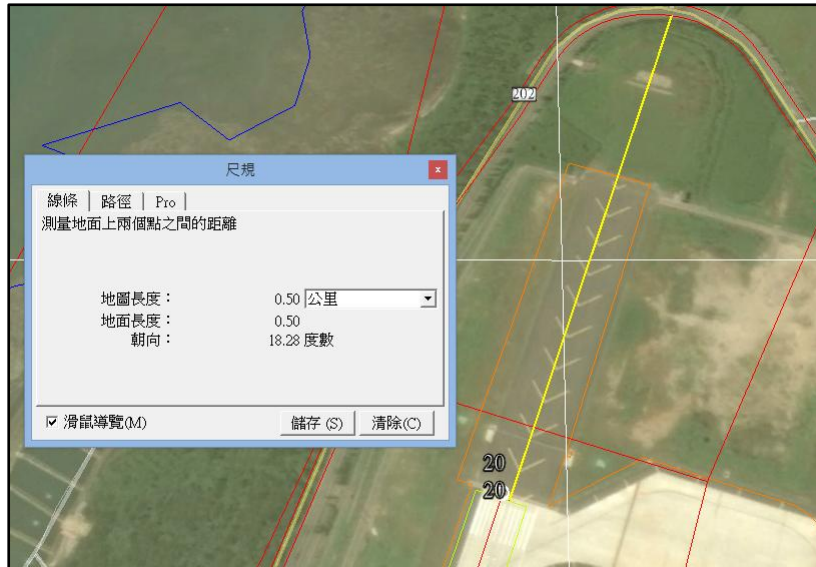 202
尺規
x
線條
路徑
Pro
測量地面上兩個點之間的距離
地圖長度：
0.50
公里
地面長度：
0.50
朝向：
18.28 度數
滑鼠導覽(M)
儲存 (S)
清除(C)
20
20